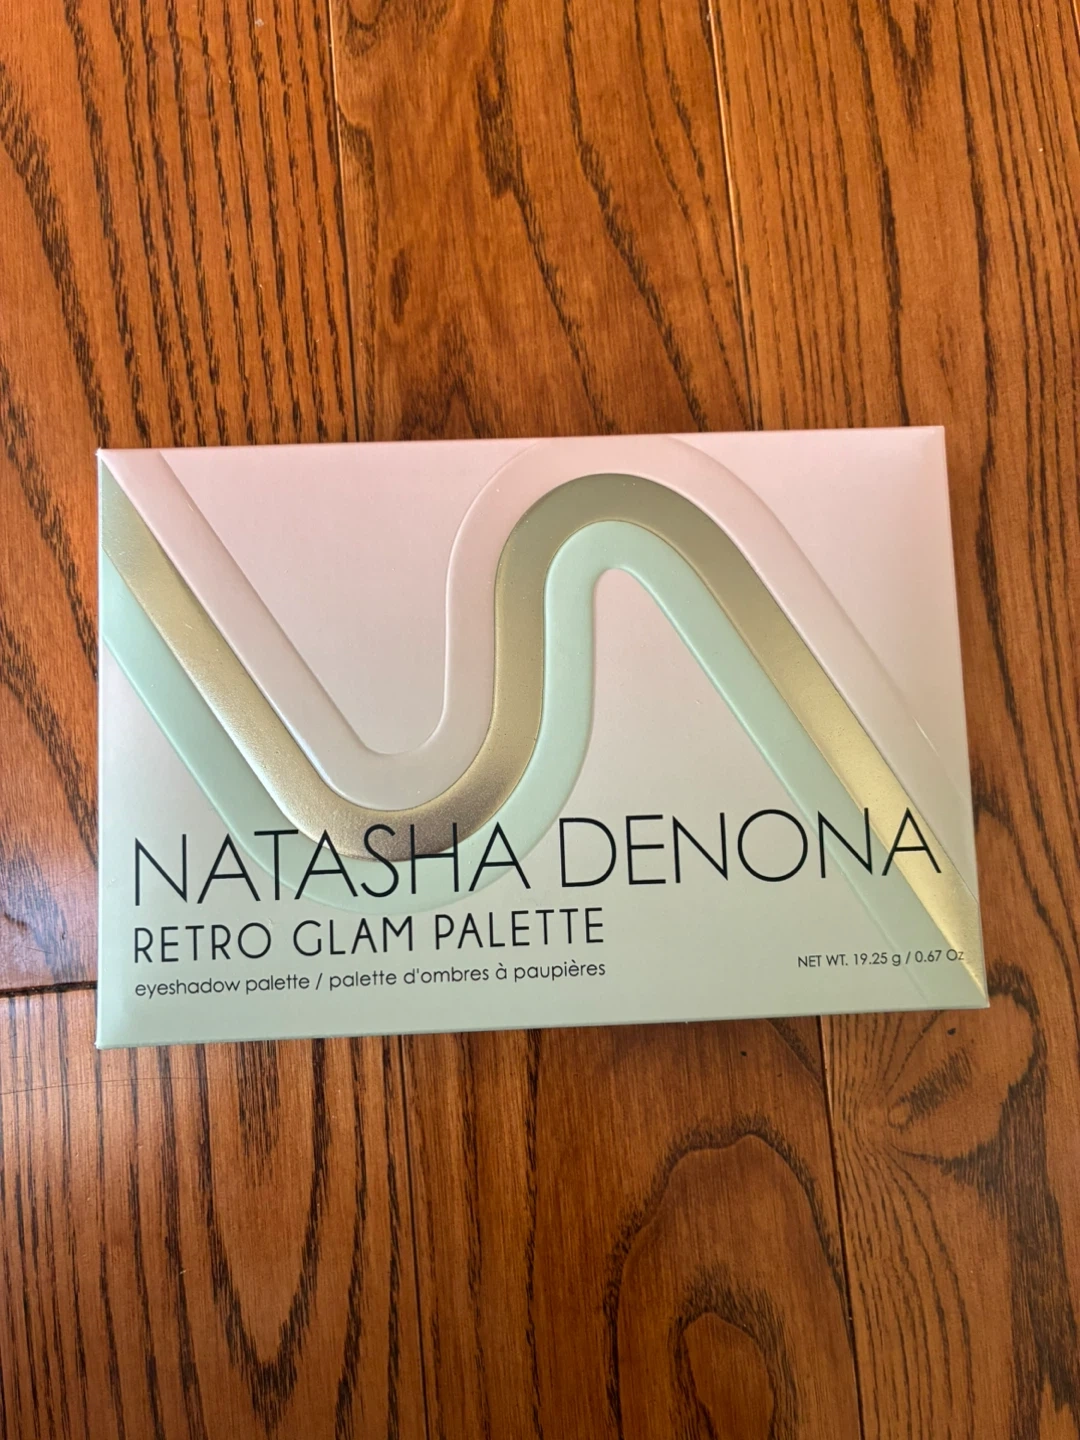 NATASHA DENONA
RETRO GLAM PALETTE
eyeshadow palette / palette d'ombres à paupières
NET WT. 19.25 g / 0.67 Oz